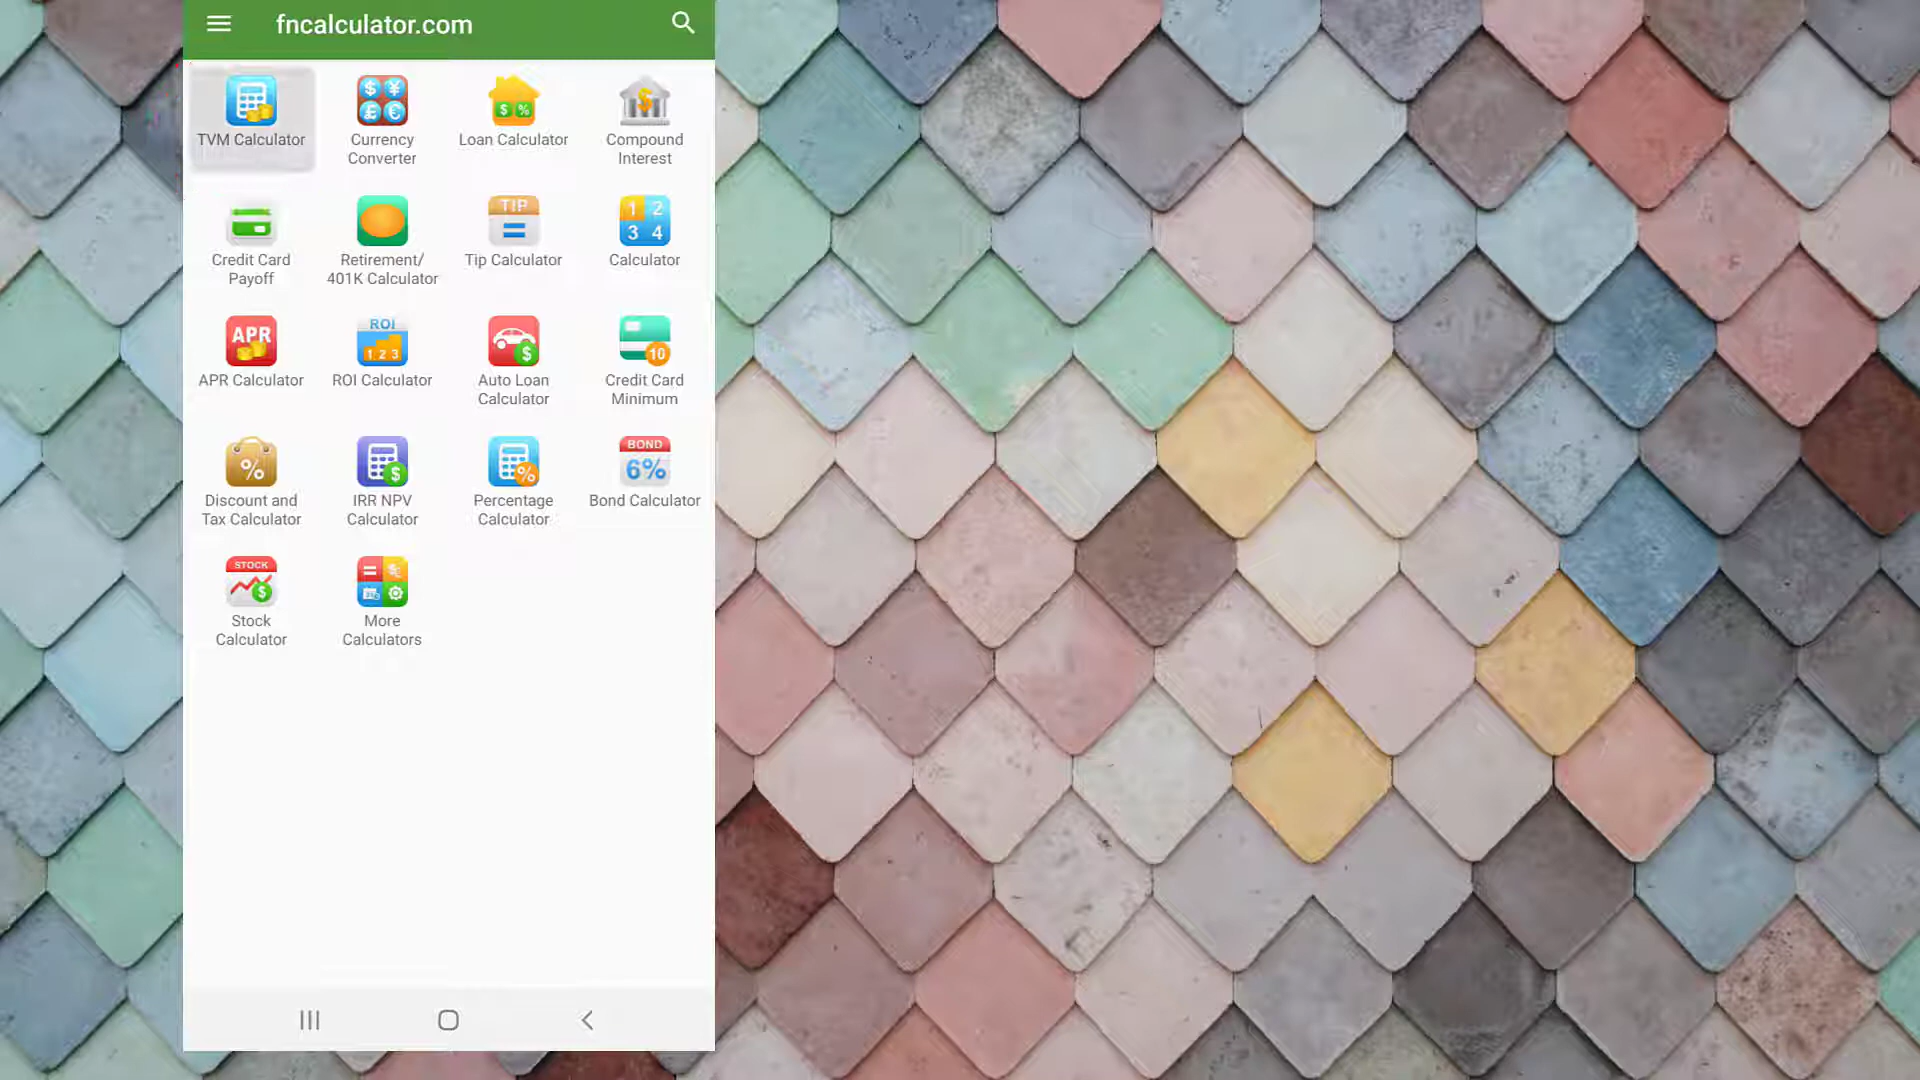 fncalculator.com
TVM Calculator
$ ¥ £ €
Currency
Converter
$ %
Loan Calculator
$
Compound
Interest
Credit Card
Payoff
Retirement/
401K Calculator
TIP
=
Tip Calculator
1 2
3 4
Calculator
APR
APR Calculator
ROI
1 2 3
ROI Calculator
$
Auto Loan
Calculator
10
Credit Card
Minimum
%
Discount and
Tax Calculator
$
IRR NPV
Calculator
%
Percentage
Calculator
BOND
6%
Bond Calculator
STOCK
$
Stock
Calculator
=
More
Calculators